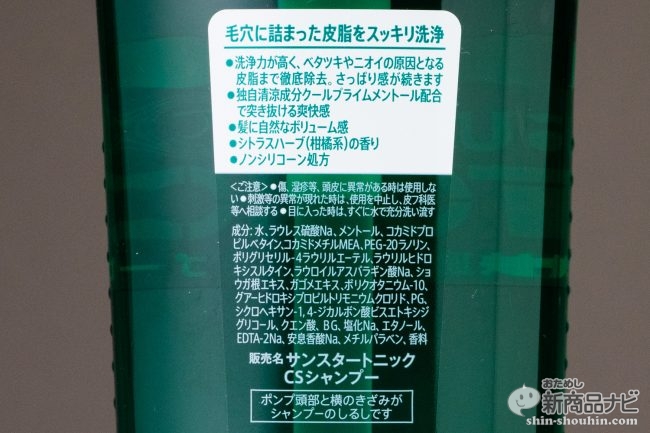 毛穴に詰まった皮脂をスッキリ洗浄
●洗浄力が高く、ベタツキやニオイの原因となる
皮脂まで徹底除去。さっぱり感が続きます
●独自清涼成分クールプライムメントール配合
で突き抜ける爽快感
●髪に自然なボリューム感
●シトラスハーブ(柑橘系)の香り
●ノンシリコーン処方
<ご注意>●傷、湿疹等、頭皮に異常がある時は使用しな
い●刺激等の異常が現れた時は、使用を中止し、皮フ科医
等へ相談する●目に入った時は、すぐに水で充分洗い流す
成分:水、ラウレス硫酸Na、メントール、コカミドプロ
ピルベタイン、コカミドメチルMEA、PEG-20ラノリン、
ポリグリセリル-4ラウリルエーテル、ラウリルヒドロ
キシスルタイン、ラウロイルアスパラギン酸Na、ショ
ウガ根エキス、ガゴメエキス、ポリクオタニウム-10、
グアーヒドロキシプロピルトリモニウムクロリド、PG、
シクロヘキサン-1,4-ジカルボン酸ビスエトキシジ
グリコール、クエン酸、BG、塩化Na、エタノール、
EDTA-2Na、安息香酸Na、メチルパラベン、香料
販売名 サンスタートニック
CSシャンプー
ポンプ頭部と横のきざみが
シャンプーのしるしです
おためし
新商品ナビ
shin-shouhin.com